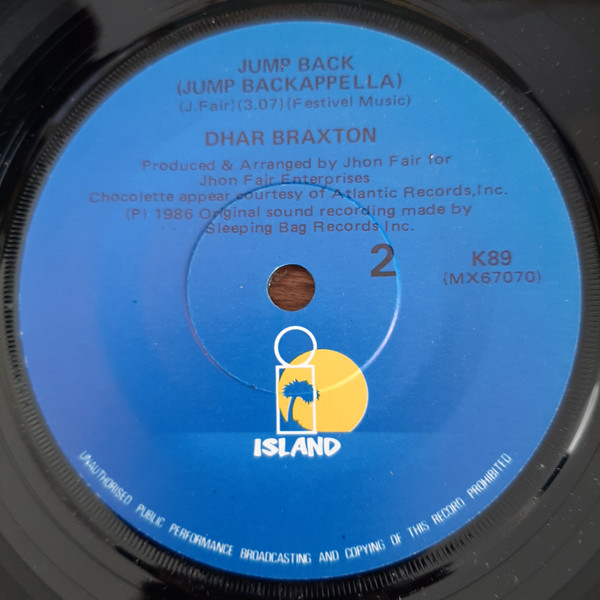 JUMP BACK
(JUMP BACKAPPELLA)
(J.Fair)(3.07)(Festivel Music)
DHAR BRAXTON
Produced & Arranged by Jhon Fair for
Jhon Fair Enterprises
Chocolette appear courtesy of Atlantic Records,Inc.
(P) 1986 Original sound recording made by
Sleeping Bag Records Inc.
2
K89
(MX67070)
ISLAND
UNAUTHORISED PUBLIC PERFORMANCE BROADCASTING AND COPYING OF THIS RECORD PROHIBITED